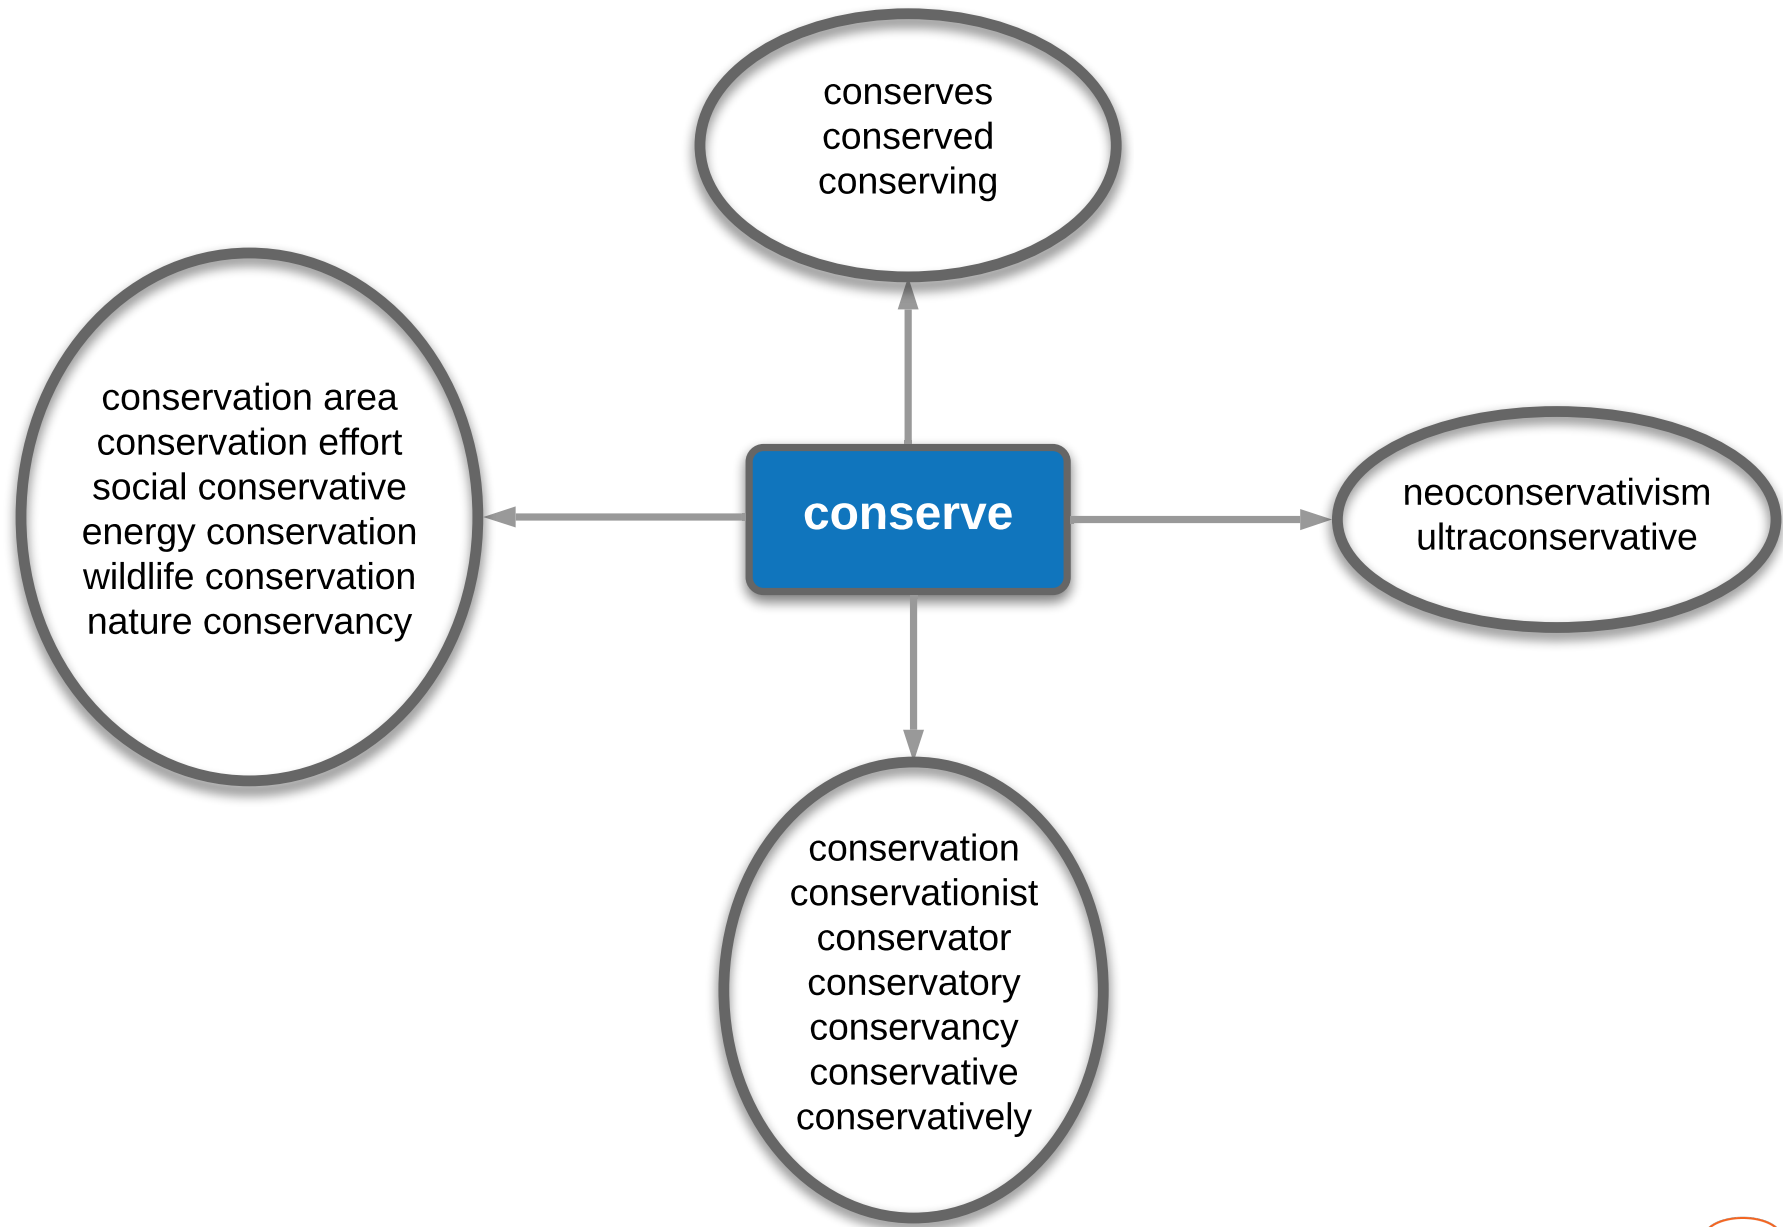 conserves
conserved
conserving
conservation area
conservation effort
social conservative
energy conservation
wildlife conservation
nature conservancy
conserve
neoconservativism
ultraconservative
conservation
conservationist
conservator
conservatory
conservancy
conservative
conservatively